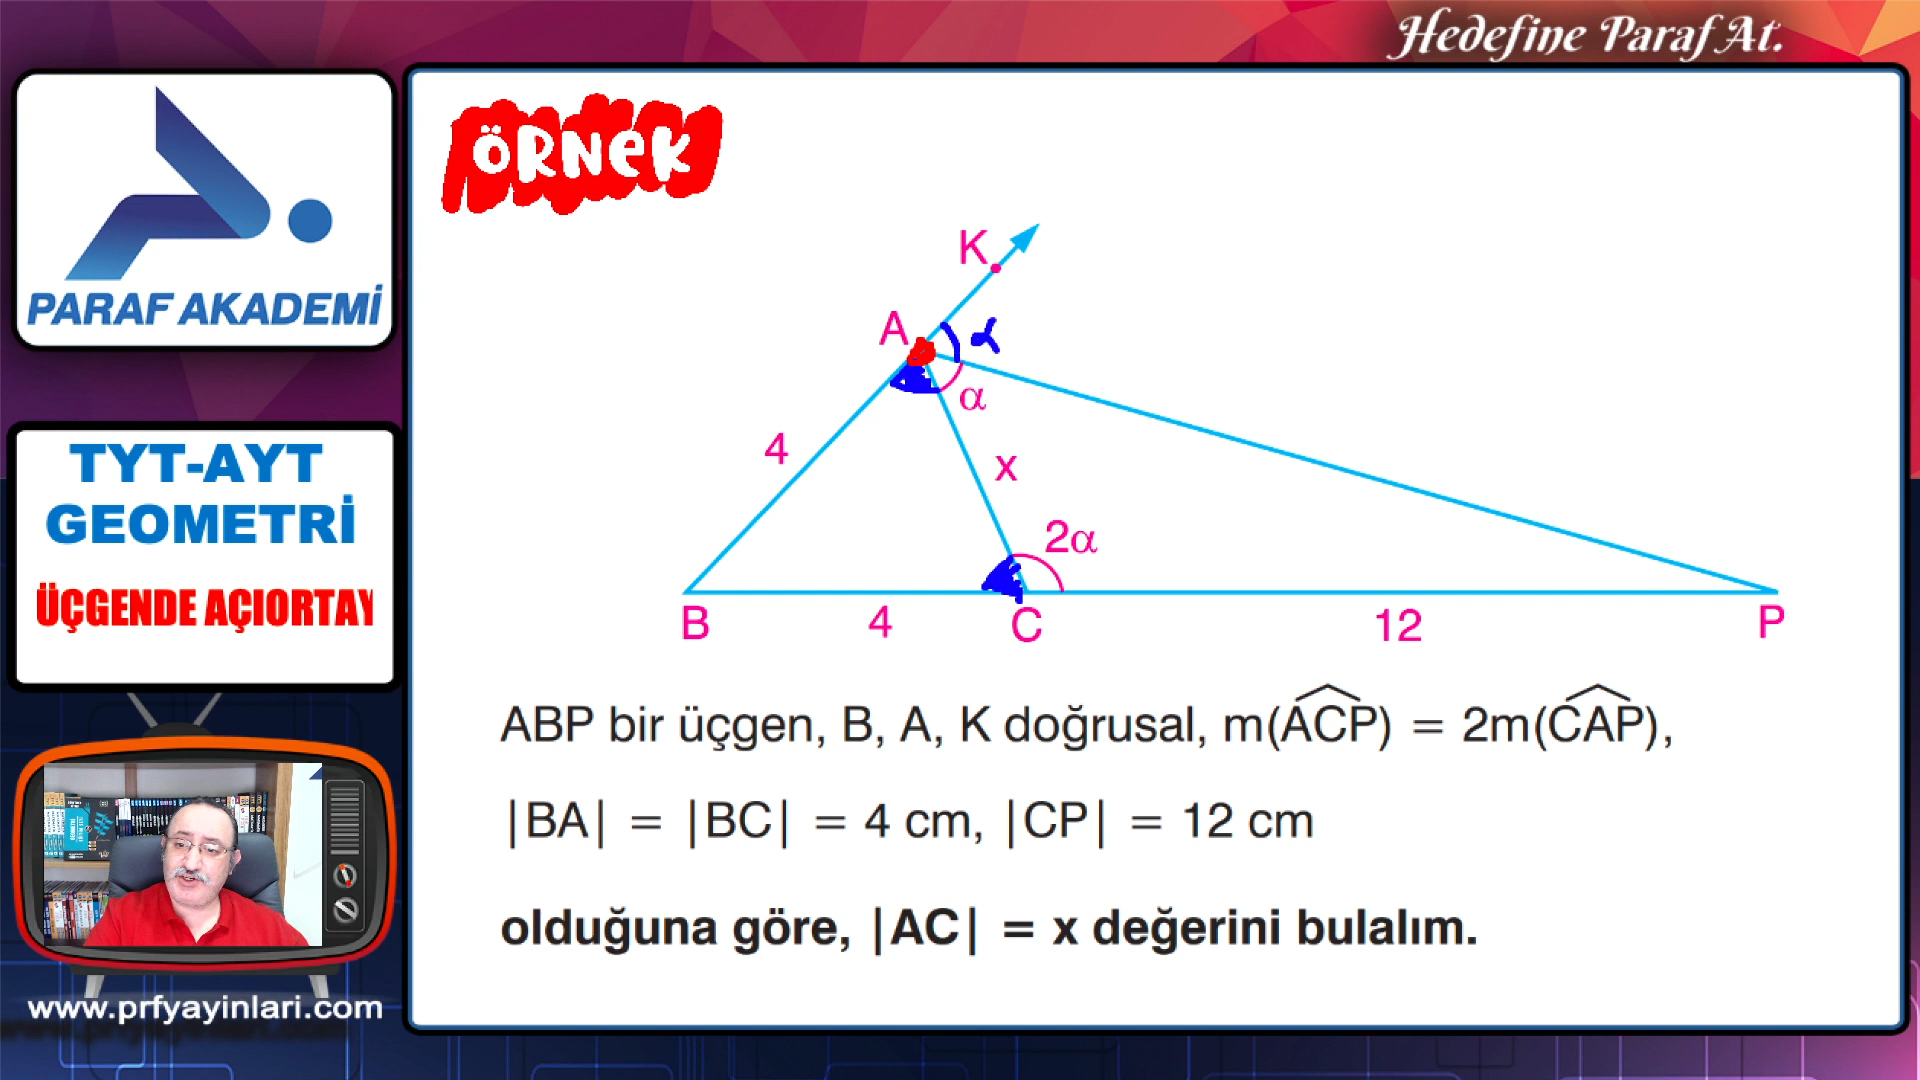 Hedefine Paraf At.
PARAF AKADEMİ
TYT-AYT
GEOMETRİ
ÜÇGENDE AÇIORTAY
www.prfyayinlari.com
ÖRNEK
K
A
α
α
4
x
2α
B
4
C
12
P
ABP bir üçgen, B, A, K doğrusal, m(ACP) = 2m(CAP),
|BA| = |BC| = 4 cm, |CP| = 12 cm
olduğuna göre, |AC| = x değerini bulalım.